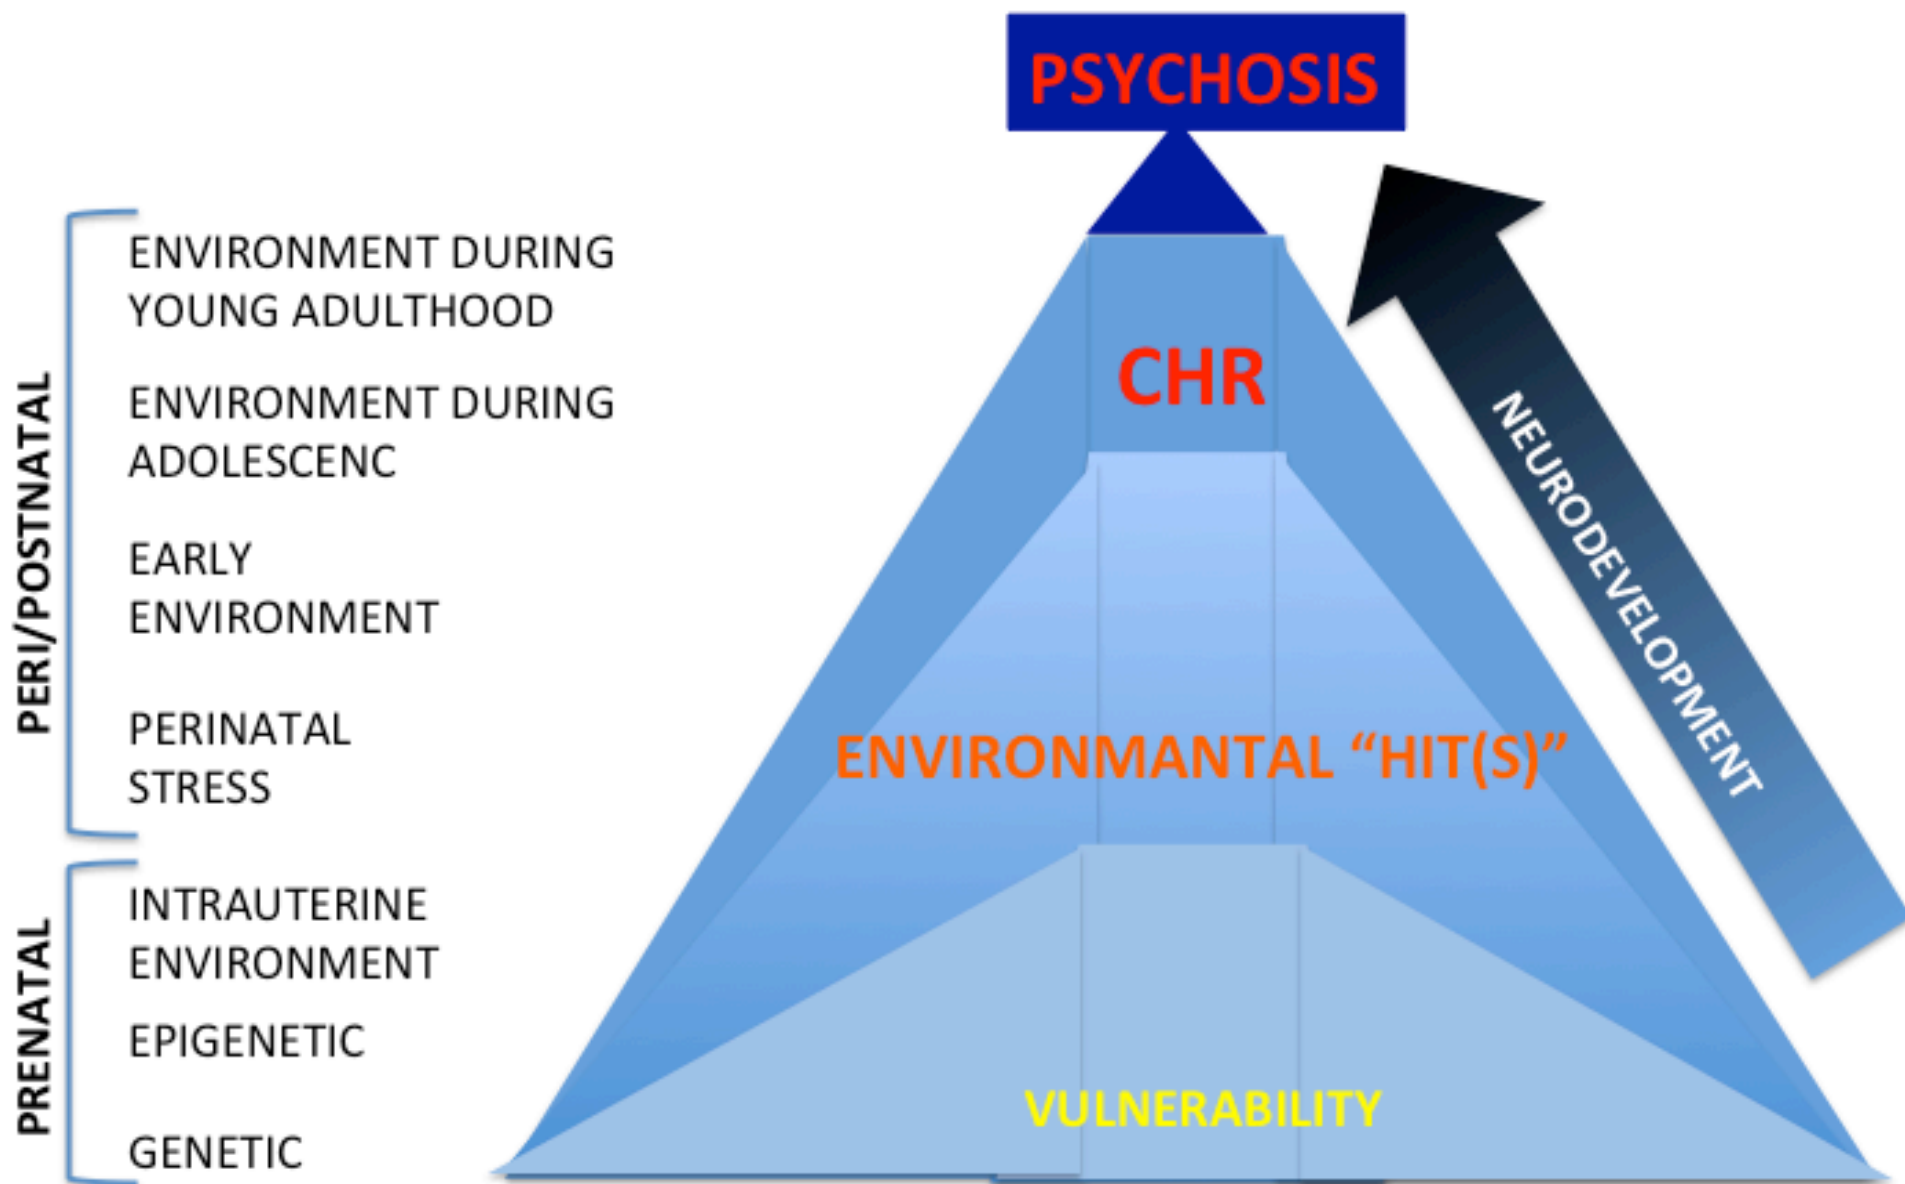 PSYCHOSIS
PERI/POSTNATAL
ENVIRONMENT DURING
YOUNG ADULTHOOD
ENVIRONMENT DURING
ADOLESCENC
EARLY
ENVIRONMENT
PERINATAL
STRESS
PRENATAL
INTRAUTERINE
ENVIRONMENT
EPIGENETIC
GENETIC
CHR
ENVIRONMANTAL “HIT(S)”
VULNERABILITY
NEURODEVELOPMENT